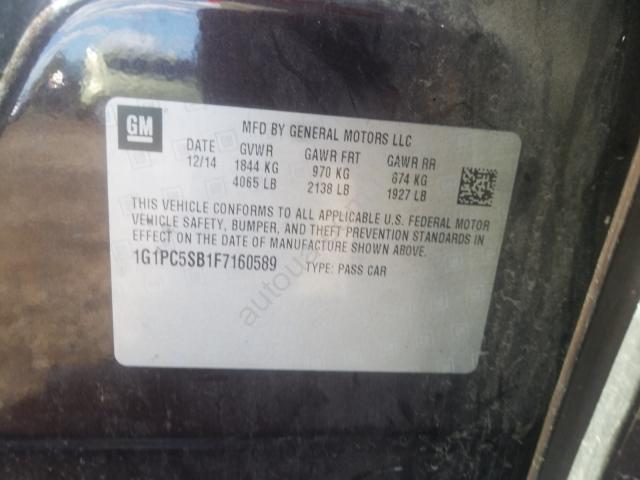 GM
MFD BY GENERAL MOTORS LLC
DATE GVWR GAWR FRT GAWR RR
12/14 1844 KG 970 KG 874 KG
4065 LB 2138 LB 1927 LB
THIS VEHICLE CONFORMS TO ALL APPLICABLE U.S. FEDERAL MOTOR
VEHICLE SAFETY, BUMPER, AND THEFT PREVENTION STANDARDS IN
EFFECT ON THE DATE OF MANUFACTURE SHOWN ABOVE.
1G1PC5SB1F7160589 TYPE: PASS CAR